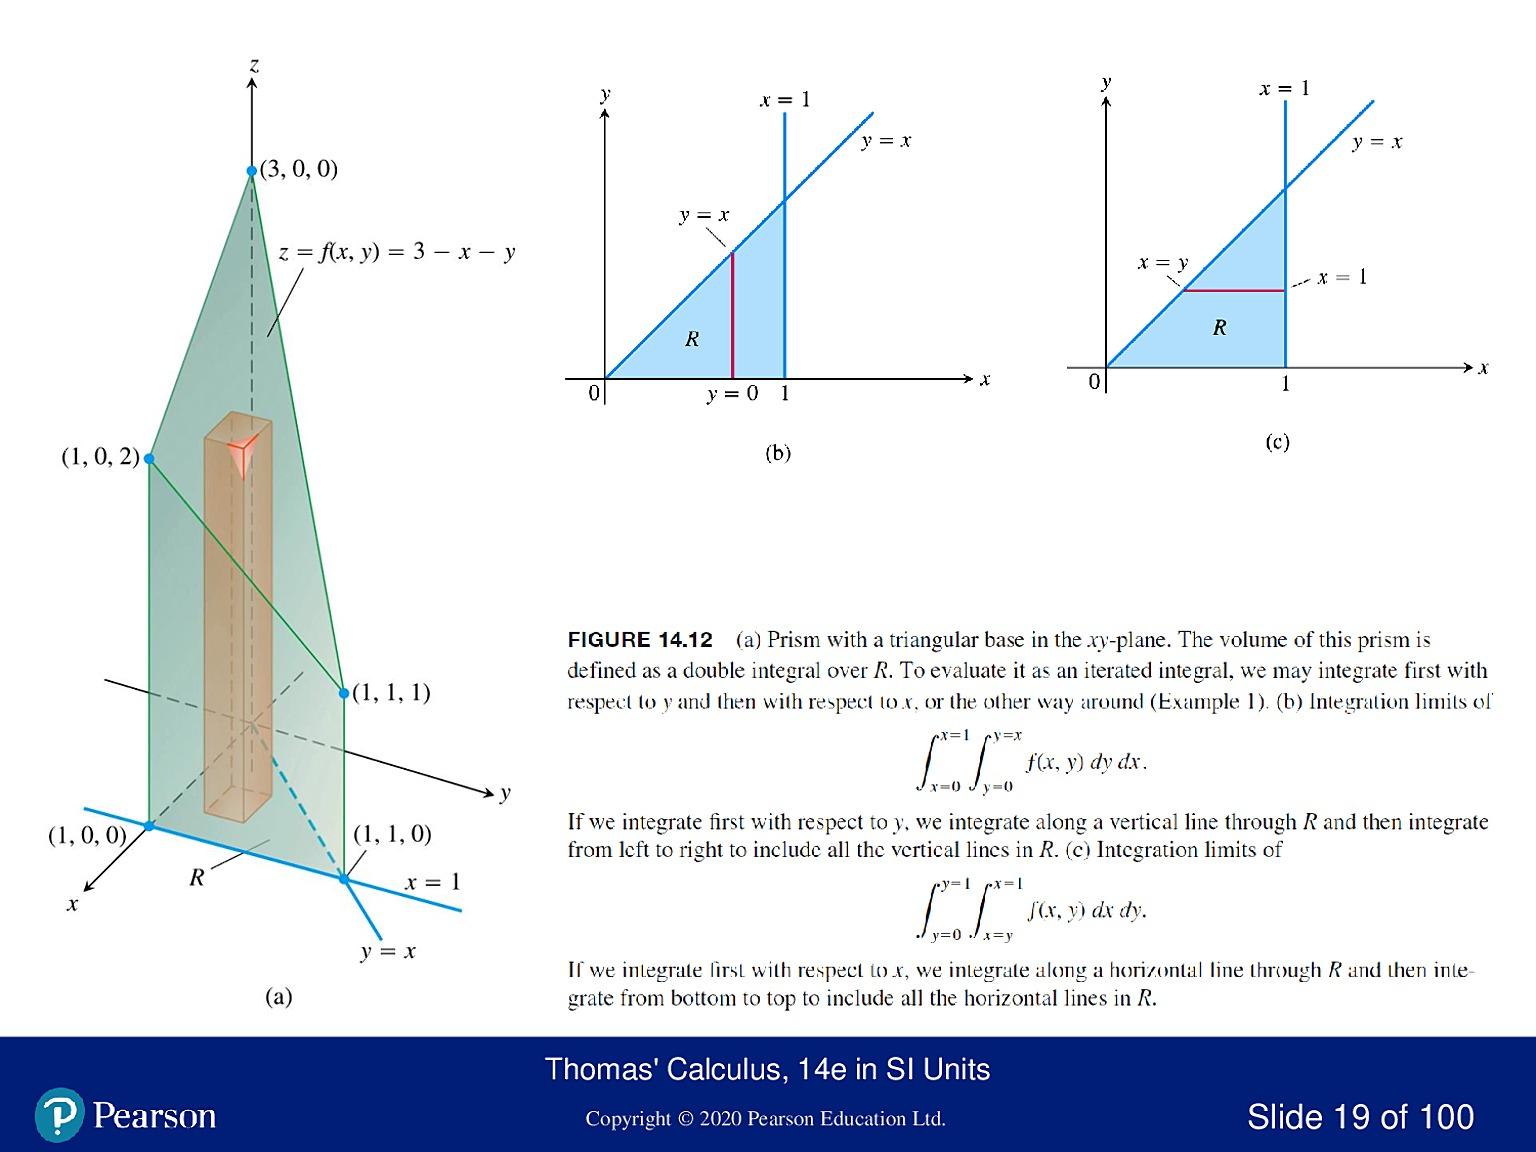 z
(3, 0, 0)
z = f(x, y) = 3 − x − y
(1, 0, 2)
(1, 1, 1)
y
(1, 0, 0)
(1, 1, 0)
R
x = 1
x
y = x
(a)
y
x = 1
y = x
y = x
R
0
y = 0
1
x
(b)
y
x = 1
y = x
x = y
x = 1
R
0
1
x
(c)
FIGURE 14.12 (a) Prism with a triangular base in the xy-plane. The volume of this prism is
defined as a double integral over R. To evaluate it as an iterated integral, we may integrate first with
respect to y and then with respect to x, or the other way around (Example 1). (b) Integration limits of
∫_{x=0}^{x=1} ∫_{y=0}^{y=x} f(x, y) dy dx.
If we integrate first with respect to y, we integrate along a vertical line through R and then integrate
from left to right to include all the vertical lines in R. (c) Integration limits of
∫_{y=0}^{y=1} ∫_{x=y}^{x=1} f(x, y) dx dy.
If we integrate first with respect to x, we integrate along a horizontal line through R and then inte-
grate from bottom to top to include all the horizontal lines in R.
Thomas' Calculus, 14e in SI Units
P Pearson
Copyright © 2020 Pearson Education Ltd.
Slide 19 of 100